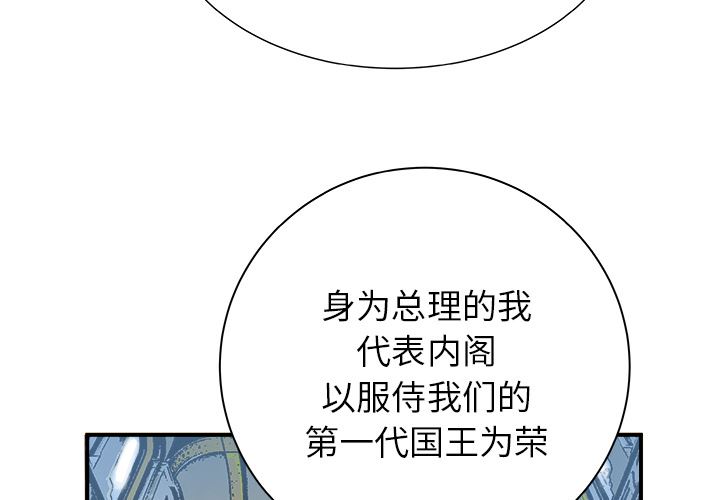 身为总理的我
代表内阁
以服侍我们的
第一代国王为荣